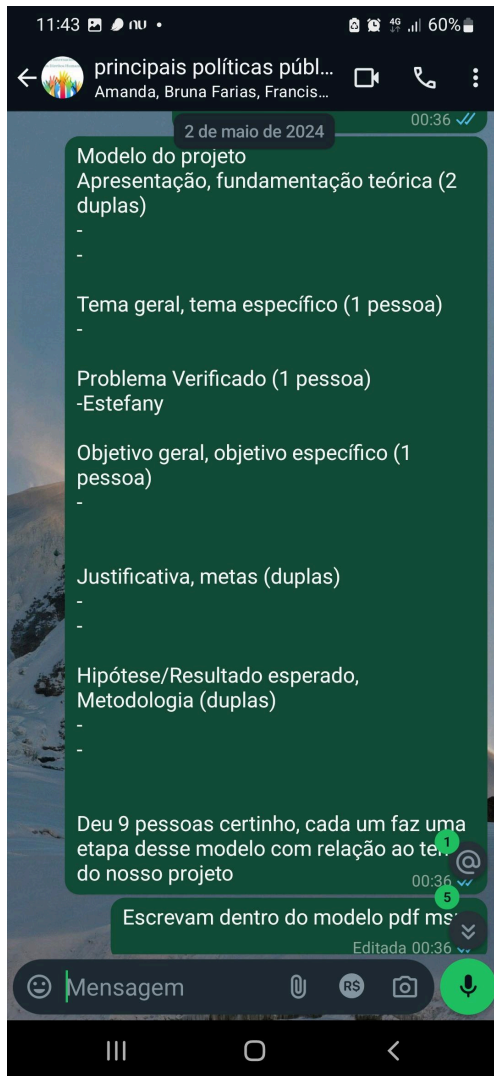 11:43
4G
60%
principais políticas públ...
Amanda, Bruna Farias, Francis...
00:36
2 de maio de 2024
Modelo do projeto
Apresentação, fundamentação teórica (2
duplas)
-
-
Tema geral, tema específico (1 pessoa)
-
Problema Verificado (1 pessoa)
-Estefany
Objetivo geral, objetivo específico (1
pessoa)
-
Justificativa, metas (duplas)
-
-
Hipótese/Resultado esperado,
Metodologia (duplas)
-
-
Deu 9 pessoas certinho, cada um faz uma
etapa desse modelo com relação ao
do nosso projeto
00:36
1
@
5
Escrevam dentro do modelo pdf
Editada 00:36
Mensagem
R$